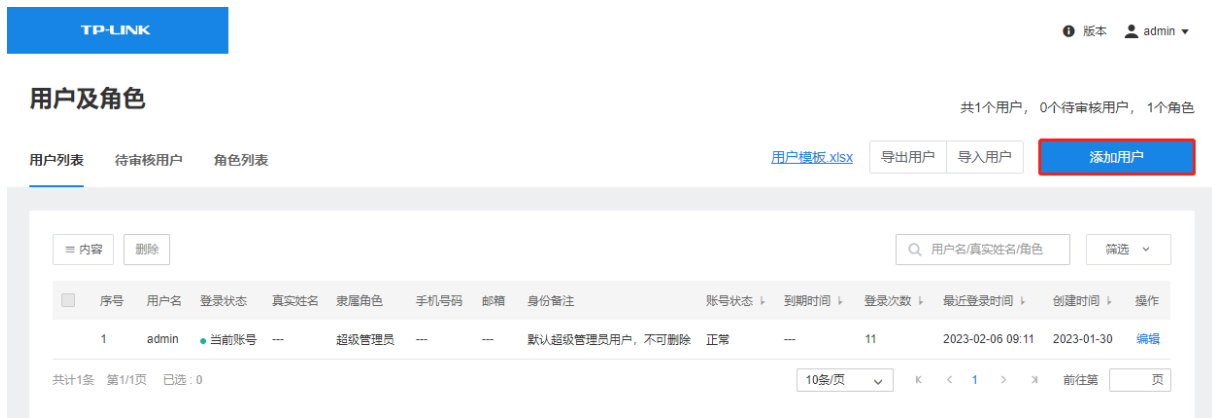 TP-LINK 版本 admin
用户及角色
共1个用户， 0个待审核用户， 1个角色
用户列表 待审核用户 角色列表 用户模板.xlsx 导出用户 导入用户 添加用户
内容 删除 用户名/真实姓名/角色 筛选
序号 用户名 登录状态 真实姓名 隶属角色 手机号码 邮箱 身份备注 账号状态 到期时间 登录次数 最近登录时间 创建时间 操作
1 admin 当前账号 --- 超级管理员 --- --- 默认超级管理员用户，不可删除 正常 --- 11 2023-02-06 09:11 2023-01-30 编辑
共计1条 第1/1页 已选 : 0 10条/页 1 前往第 页